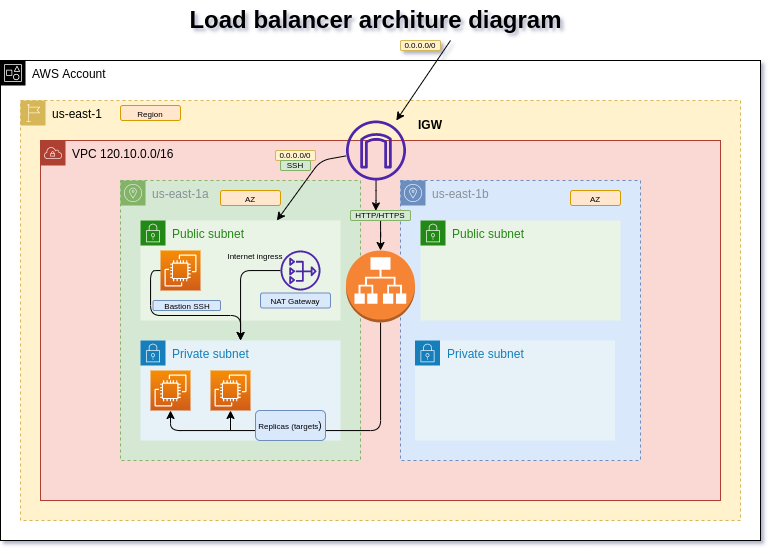 Load balancer architure diagram
0.0.0.0/0
AWS Account
us-east-1
Region
IGW
VPC 120.10.0.0/16
0.0.0.0/0
SSH
us-east-1a
AZ
us-east-1b
AZ
HTTP/HTTPS
Public subnet
Public subnet
Internet ingress
Bastion SSH
NAT Gateway
Private subnet
Private subnet
Replicas (targets)